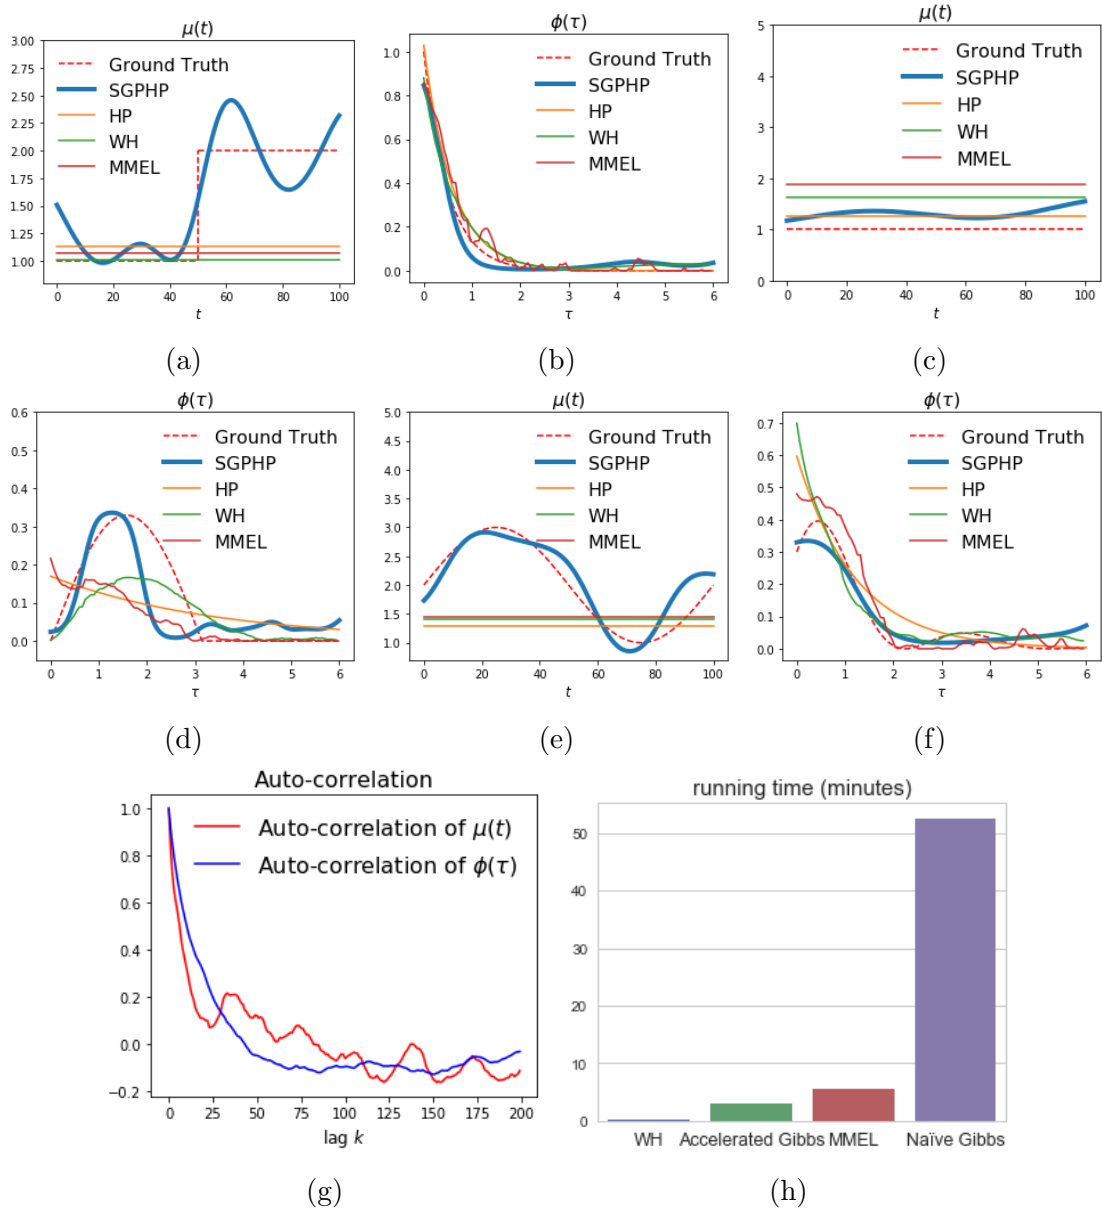 μ(t)
3.00
2.75
2.50
2.25
2.00
1.75
1.50
1.25
1.00
Ground Truth
SGPHP
HP
WH
MMEL
0 20 40 60 80 100
t
(a)
ϕ(τ)
1.0
0.8
0.6
0.4
0.2
0.0
Ground Truth
SGPHP
HP
WH
MMEL
0 1 2 3 4 5 6
τ
(b)
μ(t)
5
4
3
2
1
0
Ground Truth
SGPHP
HP
WH
MMEL
0 20 40 60 80 100
t
(c)
ϕ(τ)
0.6
0.5
0.4
0.3
0.2
0.1
0.0
Ground Truth
SGPHP
HP
WH
MMEL
0 1 2 3 4 5 6
τ
(d)
μ(t)
5.0
4.5
4.0
3.5
3.0
2.5
2.0
1.5
1.0
Ground Truth
SGPHP
HP
WH
MMEL
0 20 40 60 80 100
t
(e)
ϕ(τ)
0.7
0.6
0.5
0.4
0.3
0.2
0.1
0.0
Ground Truth
SGPHP
HP
WH
MMEL
0 1 2 3 4 5 6
τ
(f)
Auto-correlation
1.0
0.8
0.6
0.4
0.2
0.0
−0.2
Auto-correlation of μ(t)
Auto-correlation of ϕ(τ)
0 25 50 75 100 125 150 175 200
lag k
(g)
running time (minutes)
50
40
30
20
10
0
WH Accelerated Gibbs MMEL Naïve Gibbs
(h)